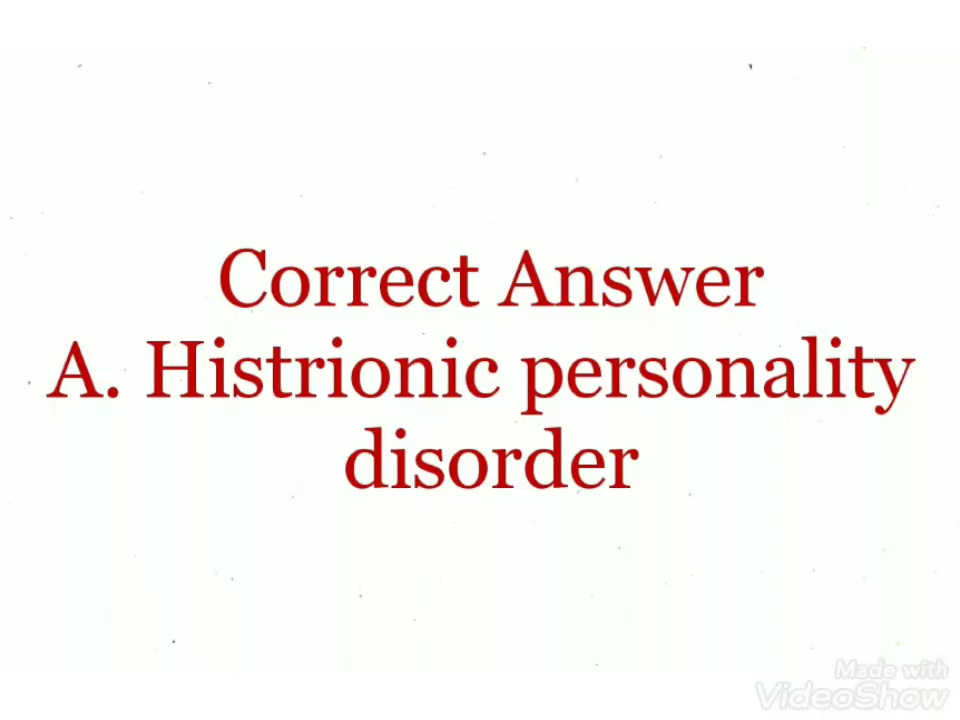 Correct Answer
A. Histrionic personality
disorder
Made with
VideoShow